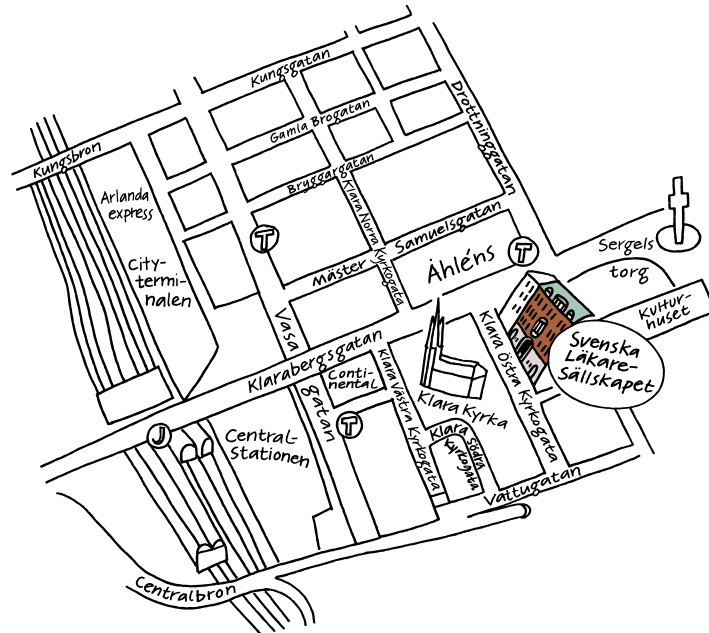 Kungsgatan
Gamla Brogatan
Drottninggatan
Kungsbron
Bryggargatan
Arlanda
express
Klara Norra Kyrkogata
City-
termi-
nalen
T
Mäster Samuelsgatan
Åhléns
T
Sergels
torg
Kultur-
huset
Vasa
gatan
Klarabergsgatan
Conti-
nental
Klara Västra Kyrkogata
Klara Östra Kyrkogata
Svenska
Läkare-
Sällskapet
Klara Kyrka
J
T
Central-
Stationen
Klara Södra
Kyrkogata
Vattugatan
Centralbron